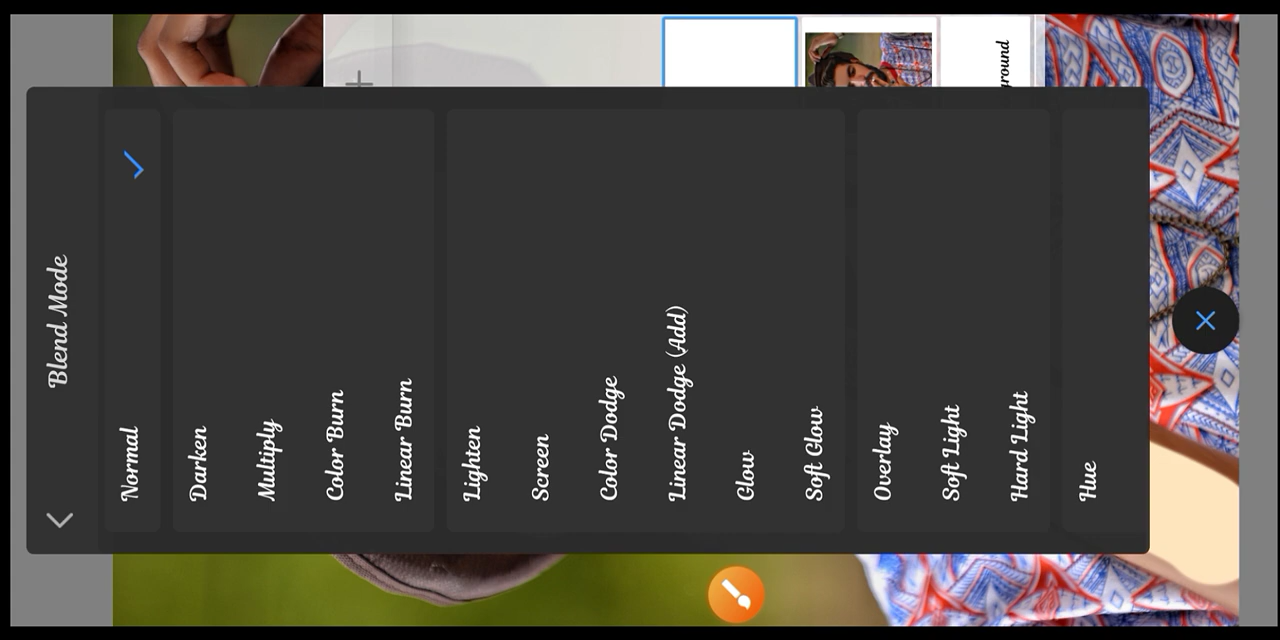 ground
Blend Mode
Normal
Darken
Multiply
Color Burn
Linear Burn
Lighten
Screen
Color Dodge
Linear Dodge (Add)
Glow
Soft Glow
Overlay
Soft Light
Hard Light
Hue